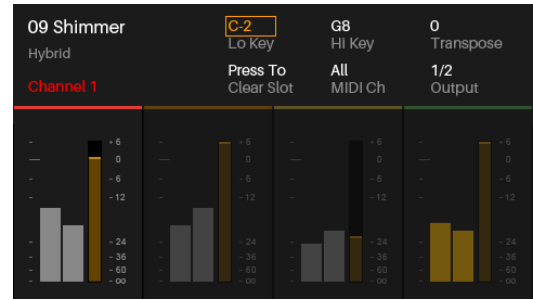 09 Shimmer
Hybrid
Channel 1
C-2
Lo Key
G8
Hi Key
0
Transpose
Press To
Clear Slot
All
MIDI Ch
1/2
Output
+ 6
0
- 6
- 12
- 24
- 36
- 60
- oo
+ 6
0
- 6
- 12
- 24
- 36
- 60
- oo
+ 6
0
- 6
- 12
- 24
- 36
- 60
- oo
+ 6
0
- 6
- 12
- 24
- 36
- 60
- oo